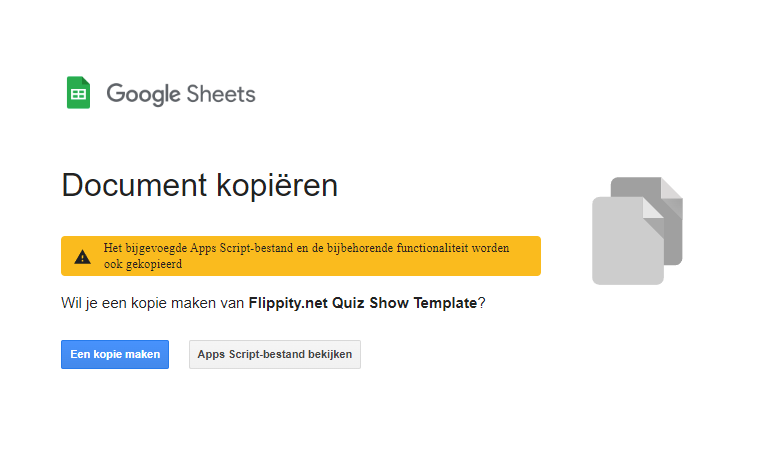 Google Sheets
Document kopiëren
Het bijgevoegde Apps Script-bestand en de bijbehorende functionaliteit worden
ook gekopieerd
Wil je een kopie maken van Flippity.net Quiz Show Template?
Een kopie maken
Apps Script-bestand bekijken